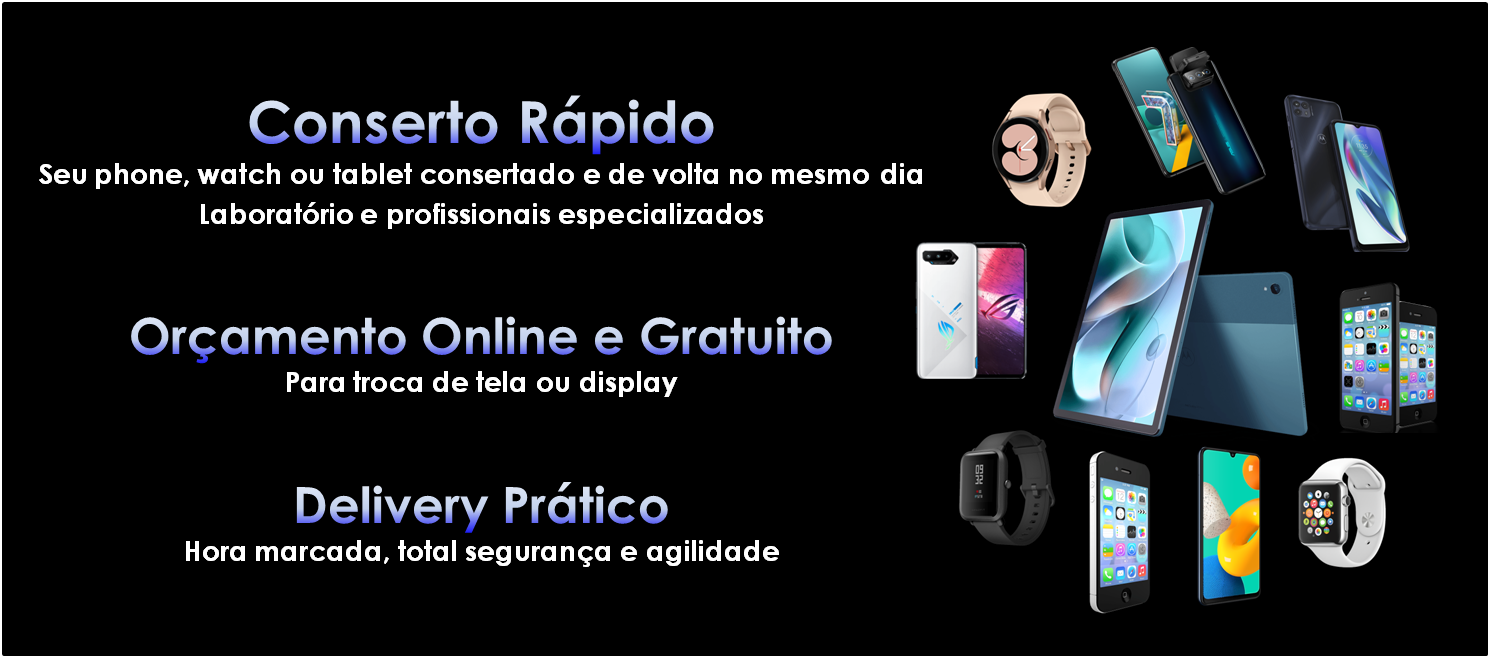 Conserto Rápido
Seu phone, watch ou tablet consertado e de volta no mesmo dia
Laboratório e profissionais especializados
Orçamento Online e Gratuito
Para troca de tela ou display
Delivery Prático
Hora marcada, total segurança e agilidade